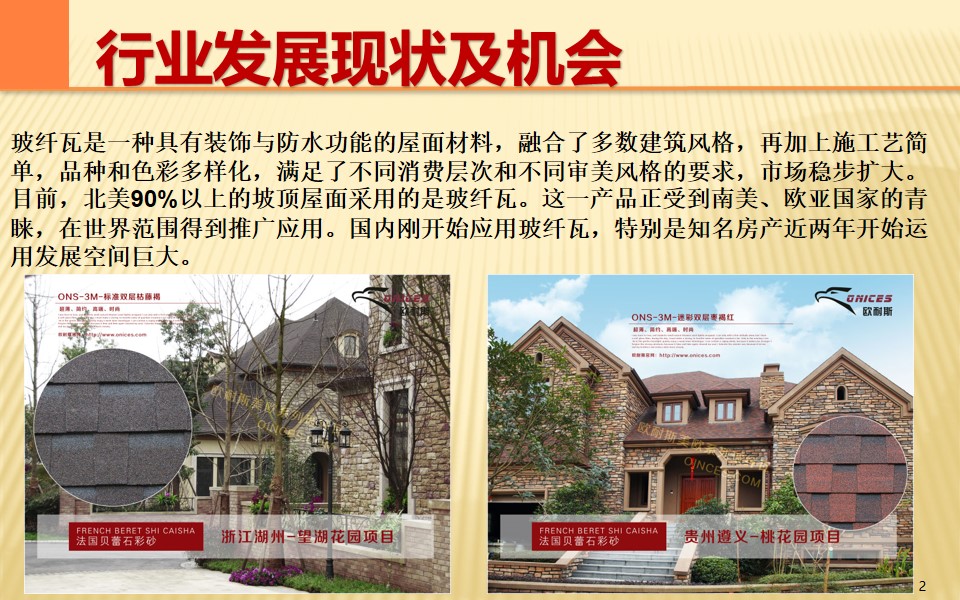 行业发展现状及机会
玻纤瓦是一种具有装饰与防水功能的屋面材料，融合了多数建筑风格，再加上施工艺简
单，品种和色彩多样化，满足了不同消费层次和不同审美风格的要求，市场稳步扩大。
目前，北美90%以上的坡顶屋面采用的是玻纤瓦。这一产品正受到南美、欧亚国家的青
睐，在世界范围得到推广应用。国内刚开始应用玻纤瓦，特别是知名房产近两年开始运
用发展空间巨大。
ONS-3M-标准双层枯藤褐
ONICES
欧耐斯
http://www.onices.com
FRENCH BERET SHI CAISHA
法国贝蕾石彩砂
浙江湖州-望湖花园项目
ONICES
欧耐斯
ONS-3M-迷彩双层枣褐红
http://www.onices.com
FRENCH BERET SHI CAISHA
法国贝蕾石彩砂
贵州遵义-桃花园项目
2